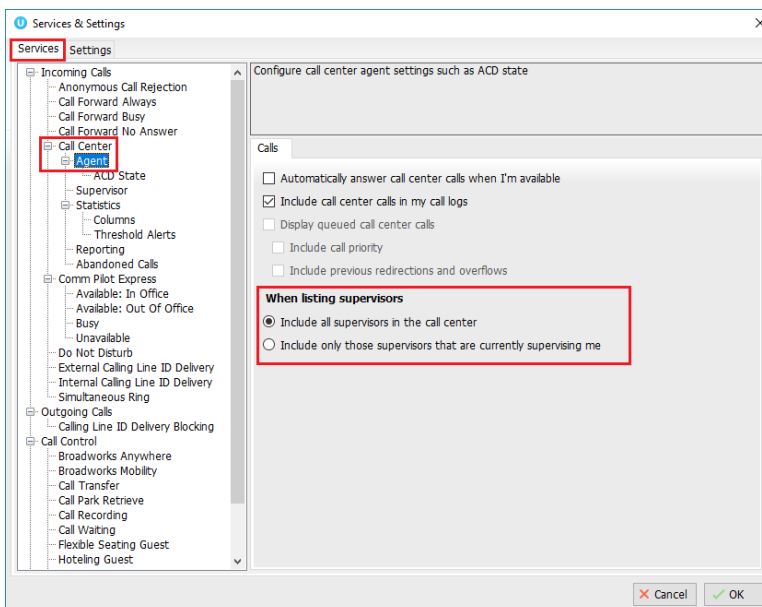 Services & Settings
Services Settings
Incoming Calls
Anonymous Call Rejection
Call Forward Always
Call Forward Busy
Call Forward No Answer
Call Center
Agent
ACD State
Supervisor
Statistics
Columns
Threshold Alerts
Reporting
Abandoned Calls
Comm Pilot Express
Available: In Office
Available: Out Of Office
Busy
Unavailable
Do Not Disturb
External Calling Line ID Delivery
Internal Calling Line ID Delivery
Simultaneous Ring
Outgoing Calls
Calling Line ID Delivery Blocking
Call Control
Broadworks Anywhere
Broadworks Mobility
Call Transfer
Call Park Retrieve
Call Recording
Call Waiting
Flexible Seating Guest
Hoteling Guest
Configure call center agent settings such as ACD state
Calls
Automatically answer call center calls when I'm available
Include call center calls in my call logs
Display queued call center calls
Include call priority
Include previous redirections and overflows
When listing supervisors
Include all supervisors in the call center
Include only those supervisors that are currently supervising me
Cancel OK